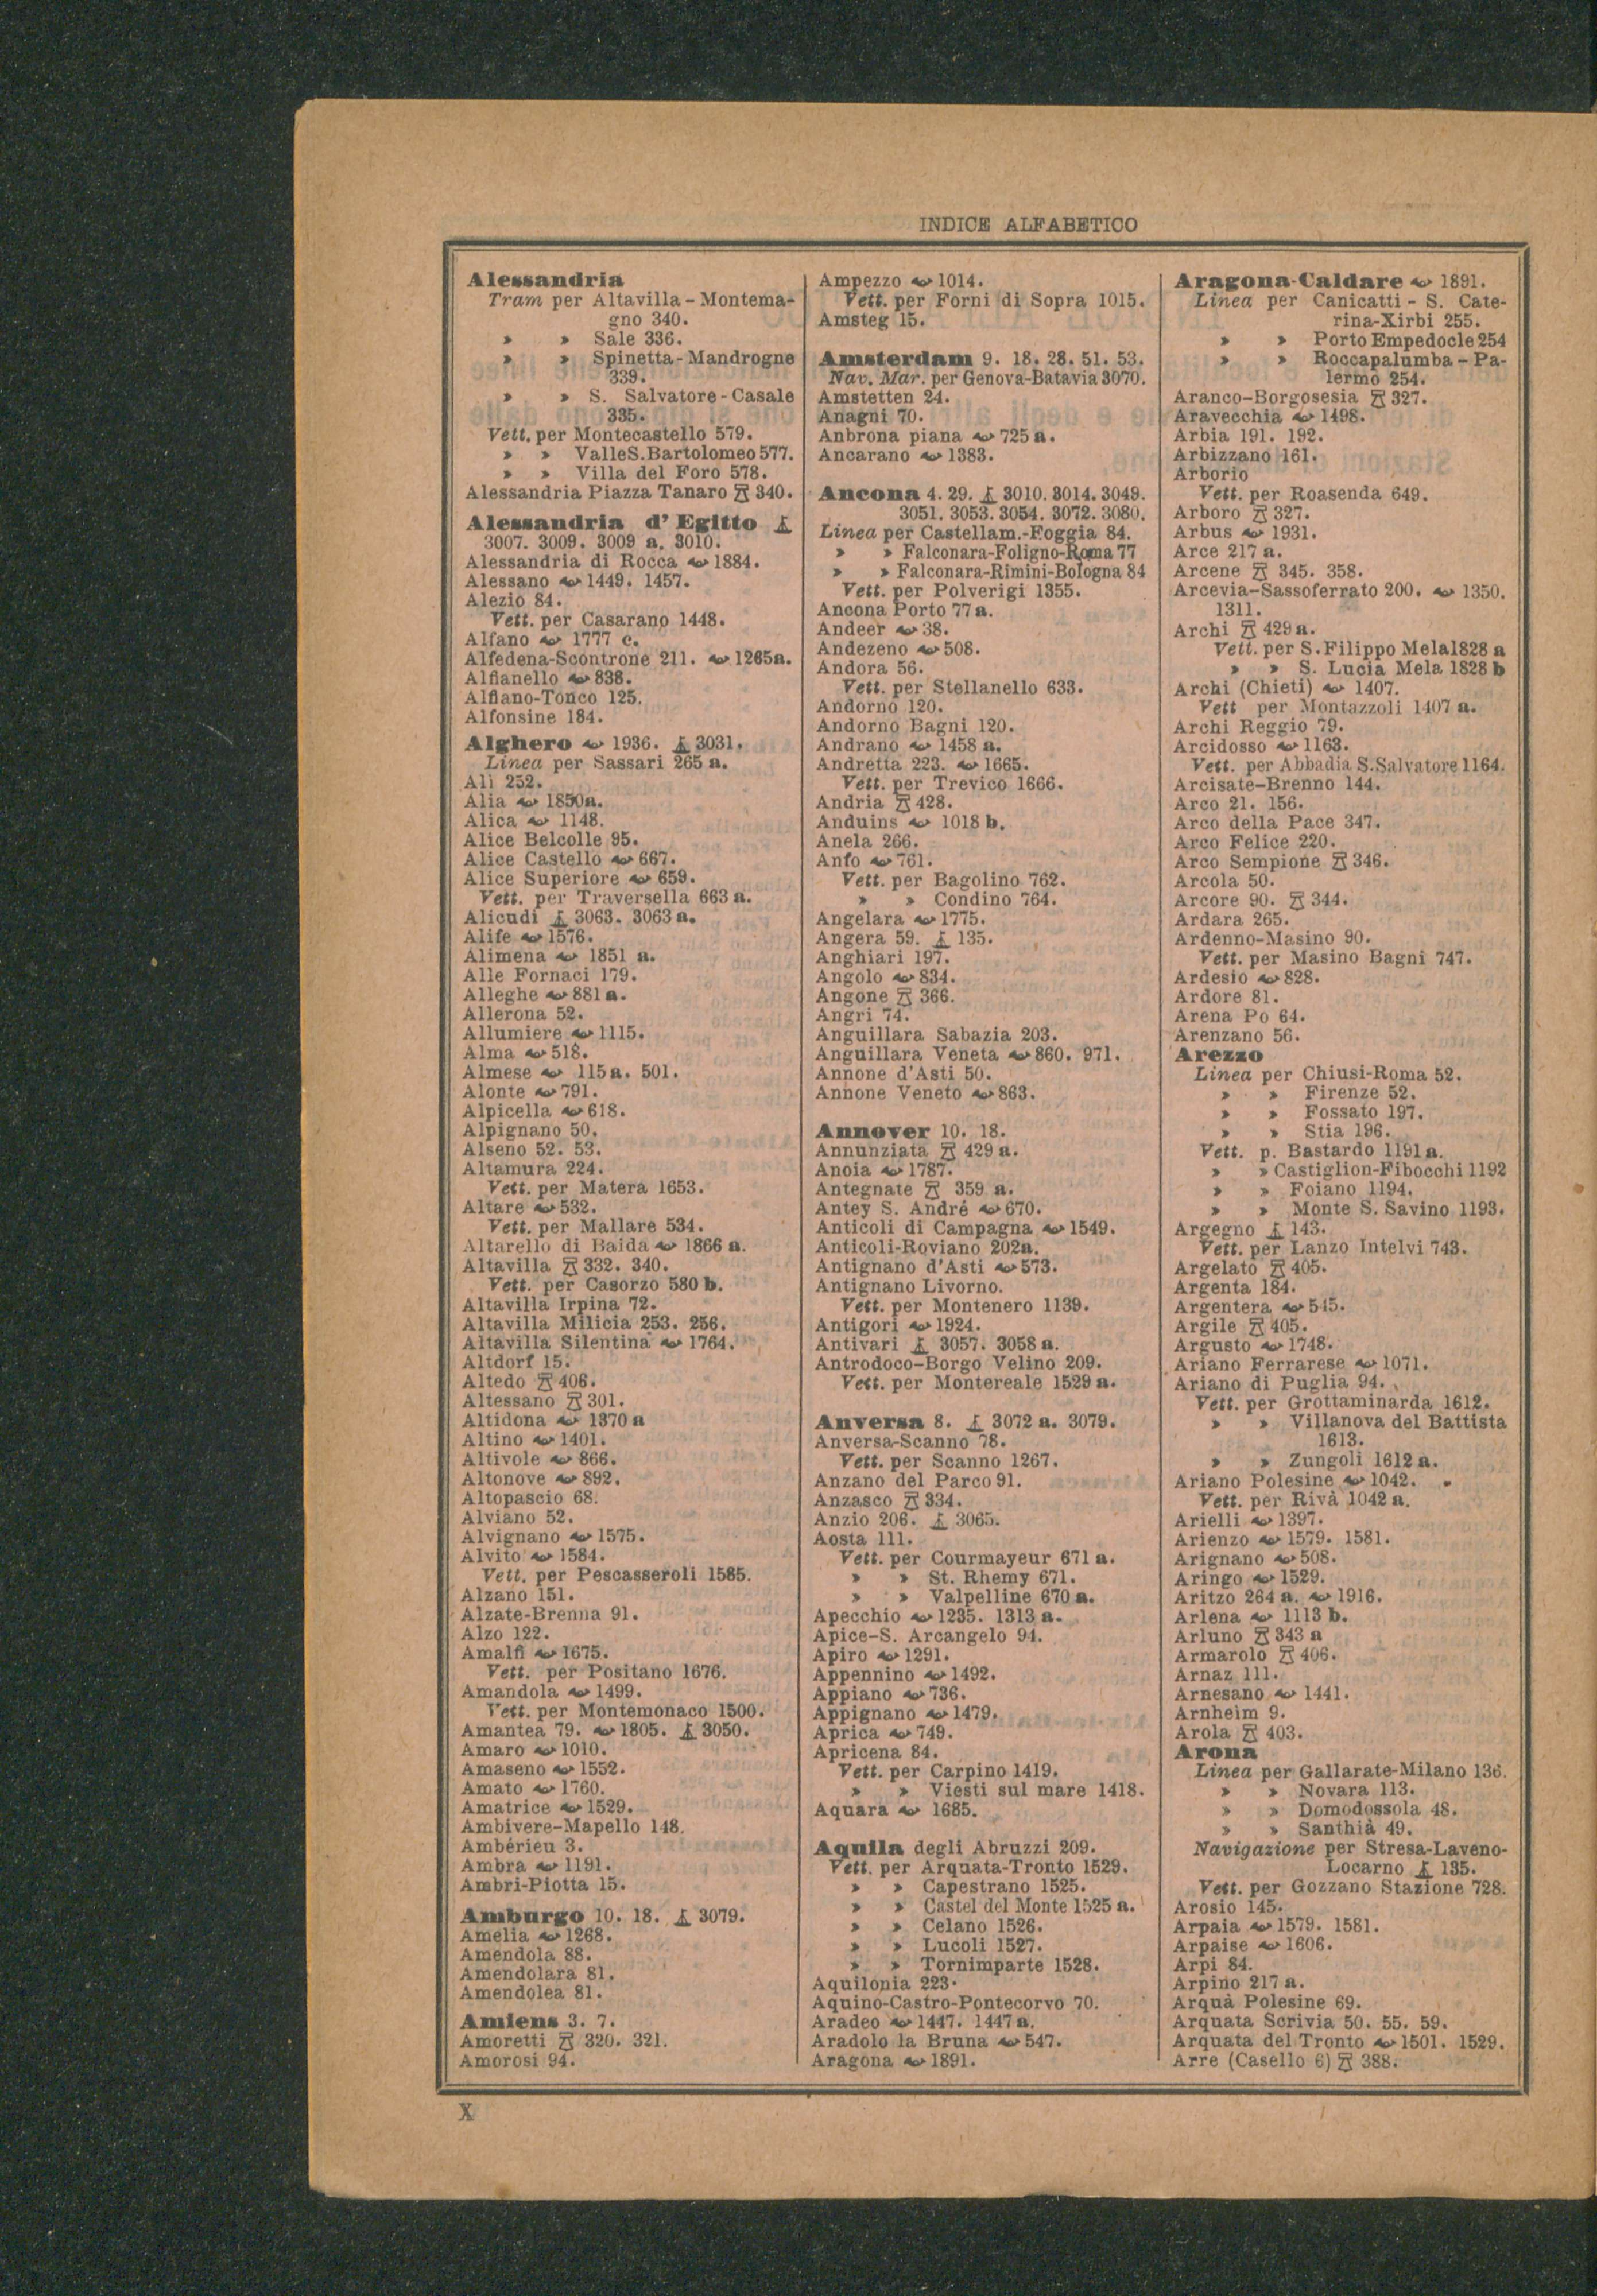 INDICE ALFABETICO
Alessandria
Tram per Altavilla - Montema-
gno 340.
» » Sale 336.
» » Spinetta - Mandrogne
339.
» » S. Salvatore - Casale
335.
Vett. per Montecastello 579.
» » Valle S. Bartolomeo 577.
» » Villa del Foro 578.
Alessandria Piazza Tanaro 340.
Alessandria d' Egitto
3007. 3009. 3009 a. 3010.
Alessandria di Rocca 1884.
Alessano 1449. 1457.
Alezio 84.
Vett. per Casarano 1448.
Alfano 1777 c.
Alfedena-Scontrone 211. 1265a.
Alfianello 838.
Alfiano-Tonco 125.
Alfonsine 184.
Alghero 1936. 3031.
Linea per Sassari 265 a.
Alì 252.
Alia 1850a.
Alica 1148.
Alice Belcolle 95.
Alice Castello 667.
Alice Superiore 659.
Vett. per Traversella 663 a.
Alicudi 3063. 3063 a.
Alife 1576.
Alimena 1851 a.
Alle Fornaci 179.
Alleghe 881 a.
Allerona 52.
Allumiere 1115.
Alma 518.
Almese 115 a. 501.
Alonte 791.
Alpicella 618.
Alpignano 50.
Alseno 52. 53.
Altamura 224.
Vett. per Matera 1653.
Altare 532.
Vett. per Mallare 534.
Altarello di Baida 1866 a.
Altavilla 332. 340.
Vett. per Casorzo 580 b.
Altavilla Irpina 72.
Altavilla Milicia 253. 256.
Altavilla Silentina 1764.
Altdorf 15.
Altedo 406.
Altessano 301.
Altidona 1370 a
Altino 1401.
Altivole 866.
Altonove 892.
Altopascio 68.
Alviano 52.
Alvignano 1575.
Alvito 1584.
Vett. per Pescasseroli 1585.
Alzano 151.
Alzate-Brenna 91.
Alzo 122.
Amalfi 1675.
Vett. per Positano 1676.
Amandola 1499.
Vett. per Montemonaco 1500.
Amantea 79. 1805. 3050.
Amaro 1010.
Amaseno 1552.
Amato 1760.
Amatrice 1529.
Ambivere-Mapello 148.
Ambérieu 3.
Ambra 1191.
Ambri-Piotta 15.
Amburgo 10. 18. 3079.
Amelia 1268.
Amendola 88.
Amendolara 81.
Amendolea 81.
Amiens 3. 7.
Amoretti 320. 321.
Amorosi 94.
Ampezzo 1014.
Vett. per Forni di Sopra 1015.
Amsteg 15.
Amsterdam 9. 18. 28. 51. 53.
Nav. Mar. per Genova-Batavia 3070.
Amstetten 24.
Anagni 70.
Anbrona piana 725 a.
Ancarano 1383.
Ancona 4. 29. 3010. 3014. 3049.
3051. 3053. 3054. 3072. 3080.
Linea per Castellam.-Foggia 84.
» » Falconara-Foligno-Roma 77
» » Falconara-Rimini-Bologna 84
Vett. per Polverigi 1355.
Ancona Porto 77 a.
Andeer 38.
Andezeno 508.
Andora 56.
Vett. per Stellanello 633.
Andorno 120.
Andorno Bagni 120.
Andrano 1458 a.
Andretta 223. 1665.
Vett. per Trevico 1666.
Andria 428.
Anduins 1018 b.
Anela 266.
Anfo 761.
Vett. per Bagolino 762.
» » Condino 764.
Angelara 1775.
Angera 59. 135.
Anghiari 197.
Angolo 834.
Angone 366.
Angri 74.
Anguillara Sabazia 203.
Anguillara Veneta 860. 971.
Annone d'Asti 50.
Annone Veneto 863.
Annover 10. 18.
Annunziata 429 a.
Anoia 1787.
Antegnate 359 a.
Antey S. André 670.
Anticoli di Campagna 1549.
Anticoli-Roviano 202a.
Antignano d'Asti 573.
Antignano Livorno.
Vett. per Montenero 1139.
Antigori 1924.
Antivari 3057. 3058 a.
Antrodoco-Borgo Velino 209.
Vett. per Montereale 1529 a.
Anversa 8. 3072 a. 3079.
Anversa-Scanno 78.
Vett. per Scanno 1267.
Anzano del Parco 91.
Anzasco 334.
Anzio 206. 3065.
Aosta 111.
Vett. per Courmayeur 671 a.
» » St. Rhemy 671.
» » Valpelline 670 a.
Apecchio 1235. 1313 a.
Apice-S. Arcangelo 94.
Apiro 1291.
Appennino 1492.
Appiano 736.
Appignano 1479.
Aprica 749.
Apricena 84.
Vett. per Carpino 1419.
» » Viesti sul mare 1418.
Aquara 1685.
Aquila degli Abruzzi 209.
Vett. per Arquata-Tronto 1529.
» » Capestrano 1525.
» » Castel del Monte 1525 a.
» » Celano 1526.
» » Lucoli 1527.
» » Tornimparte 1528.
Aquilonia 223.
Aquino-Castro-Pontecorvo 70.
Aradeo 1447. 1447 a.
Aradolo la Bruna 547.
Aragona 1891.
Aragona-Caldare 1891.
Linea per Canicatti - S. Cate-
rina-Xirbi 255.
» » Porto Empedocle 254
» » Roccapalumba - Pa-
lermo 254.
Aranco-Borgosesia 327.
Aravecchia 1498.
Arbia 191. 192.
Arbizzano 161.
Arborio
Vett. per Roasenda 649.
Arboro 327.
Arbus 1931.
Arce 217 a.
Arcene 345. 358.
Arcevia-Sassoferrato 200. 1350.
1311.
Archi 429 a.
Vett. per S. Filippo Mela 1828 a
» » S. Lucia Mela 1828 b
Archi (Chieti) 1407.
Vett per Montazzoli 1407 a.
Archi Reggio 79.
Arcidosso 1163.
Vett. per Abbadia S. Salvatore 1164.
Arcisate-Brenno 144.
Arco 21. 156.
Arco della Pace 347.
Arco Felice 220.
Arco Sempione 346.
Arcola 50.
Arcore 90. 344.
Ardara 265.
Ardenno-Masino 90.
Vett. per Masino Bagni 747.
Ardesio 828.
Ardore 81.
Arena Po 64.
Arenzano 56.
Arezzo
Linea per Chiusi-Roma 52.
» » Firenze 52.
» » Fossato 197.
» » Stia 196.
Vett. p. Bastardo 1191 a.
» » Castiglion-Fibocchi 1192
» » Foiano 1194.
» » Monte S. Savino 1193.
Argegno 143.
Vett. per Lanzo Intelvi 743.
Argelato 405.
Argenta 184.
Argentera 545.
Argile 405.
Argusto 1748.
Ariano Ferrarese 1071.
Ariano di Puglia 94.
Vett. per Grottaminarda 1612.
» » Villanova del Battista
1613.
» » Zungoli 1612 a.
Ariano Polesine 1042.
Vett. per Rivà 1042 a.
Arielli 1397.
Arienzo 1579. 1581.
Arignano 508.
Aringo 1529.
Aritzo 264 a. 1916.
Arlena 1113 b.
Arluno 343 a
Armarolo 406.
Arnaz 111.
Arnesano 1441.
Arnheim 9.
Arola 403.
Arona
Linea per Gallarate-Milano 136.
» » Novara 113.
» » Domodossola 48.
» » Santhià 49.
Navigazione per Stresa-Laveno-
Locarno 135.
Vett. per Gozzano Stazione 728.
Arosio 145.
Arpaia 1579. 1581.
Arpaise 1606.
Arpi 84.
Arpino 217 a.
Arquà Polesine 69.
Arquata Scrivia 50. 55. 59.
Arquata del Tronto 1501. 1529.
Arre (Casello 6) 388.
X